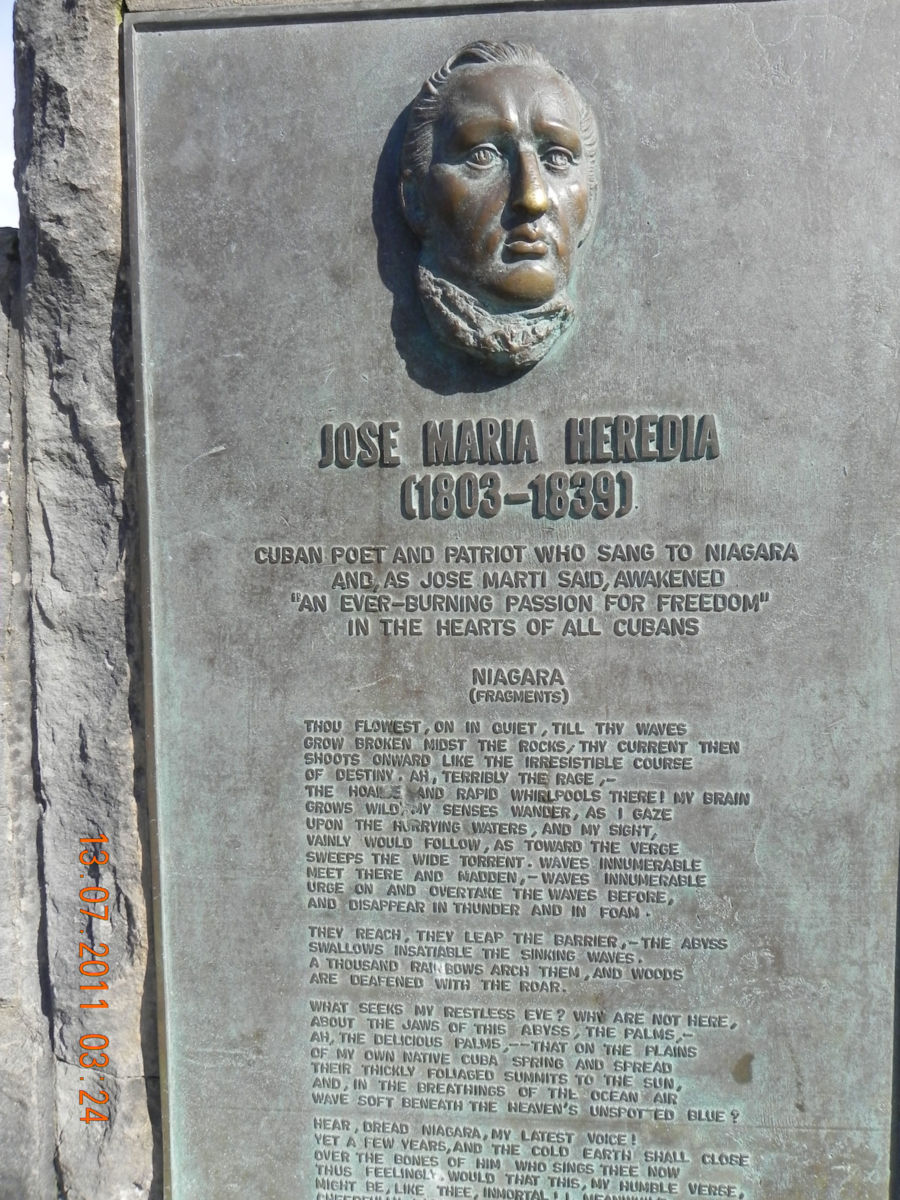 JOSE MARIA HEREDIA
(1803-1839)
CUBAN POET AND PATRIOT WHO SANG TO NIAGARA
AND, AS JOSE MARTI SAID, AWAKENED
"AN EVER-BURNING PASSION FOR FREEDOM"
IN THE HEARTS OF ALL CUBANS
NIAGARA
(FRAGMENTS)
THOU FLOWEST, ON IN QUIET, TILL THY WAVES
GROW BROKEN MIDST THE ROCKS, THY CURRENT THEN
SHOOTS ONWARD LIKE THE IRRESISTIBLE COURSE
OF DESTINY. AH, TERRIBLY THE RAGE,-
THE AND RAPID WHIRLPOOLS THERE! MY BRAIN
GROWS WILD, MY SENSES WANDER, AS I GAZE
UPON THE HURRYING WATERS, AND MY SIGHT,
VAINLY WOULD FOLLOW, AS TOWARD THE VERGE
SWEEPS THE WIDE TORRENT. WAVES INNUMERABLE
MEET THERE AND MADDEN,-WAVES INNUMERABLE
URGE ON AND OVERTAKE THE WAVES BEFORE,
AND DISAPPEAR IN THUNDER AND IN FOAM.
THEY REACH, THEY LEAP THE BARRIER,-THE ABYSS
SWALLOWS INSATIABLE THE SINKING WAVES.
A THOUSAND RAINBOWS ARCH THEM, AND WOODS
ARE DEAFENED WITH THE ROAR.
WHAT SEEKS MY RESTLESS EYE? WHY ARE NOT HERE,
ABOUT THE JAWS OF THIS ABYSS, THE PALMS,-
AH, THE DELICIOUS PALMS,--THAT ON THE PLAINS
OF MY OWN NATIVE CUBA SPRING AND SPREAD
THEIR THICKLY FOLIAGED SUMMITS TO THE SUN,
AND, IN THE BREATHINGS OF THE OCEAN AIR
WAVE SOFT BENEATH THE HEAVEN'S UNSPOTTED BLUE?
HEAR, DREAD NIAGARA, MY LATEST VOICE!
YET A FEW YEARS, AND THE COLD EARTH SHALL CLOSE
OVER THE BONES OF HIM WHO SINGS THEE NOW
THUS FEELINGLY. WOULD THAT THIS, MY HUMBLE VERSE,
MIGHT BE, LIKE THEE, INMORTAL! I, MEANWHILE
13.07.2011 03:24